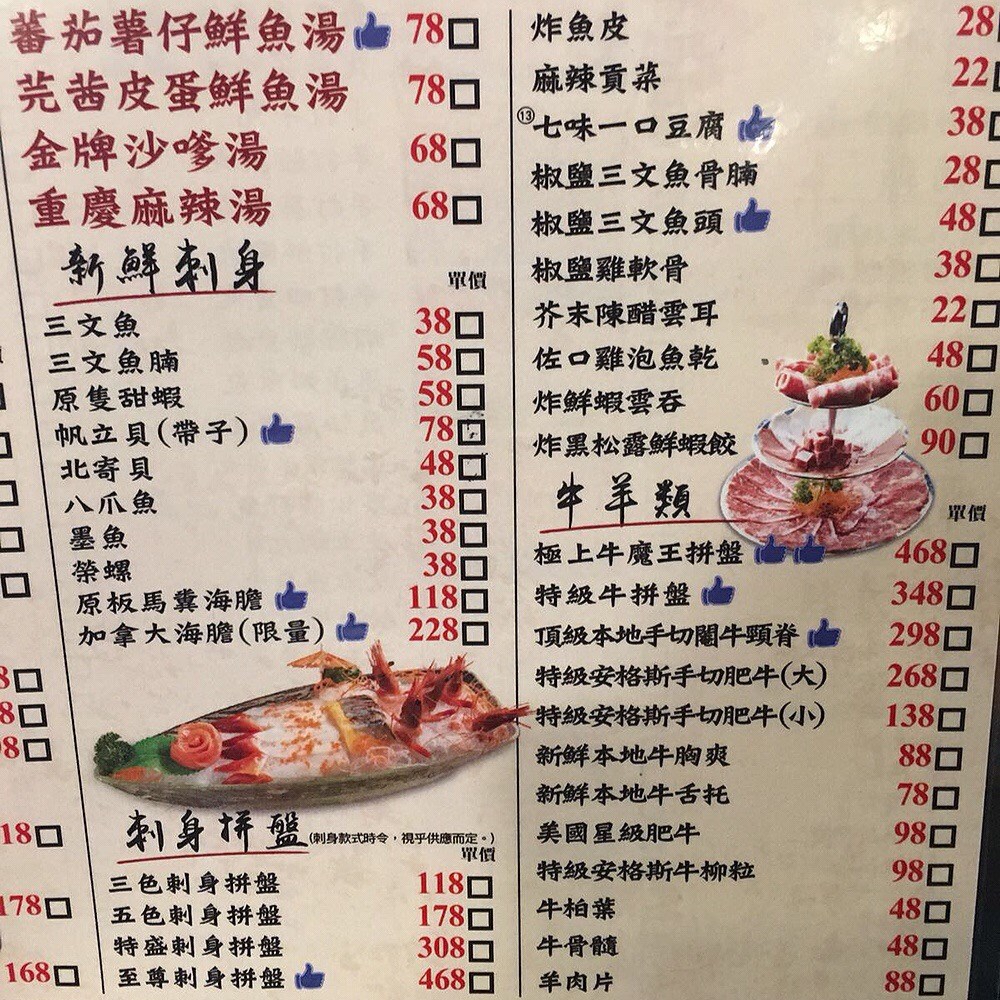 蕃茄薯仔鮮魚湯 78
芫茜皮蛋鮮魚湯 78
金牌沙嗲湯 68
重慶麻辣湯 68
新鮮刺身 單價
三文魚 38
三文魚腩 58
原隻甜蝦 58
帆立貝(帶子) 78
北寄貝 48
八爪魚 38
墨魚 38
榮螺 38
原板馬糞海膽 118
加拿大海膽(限量) 228
刺身拼盤 (刺身款式時令，視乎供應而定。)
單價
三色刺身拼盤 118
五色刺身拼盤 178
特盛刺身拼盤 308
至尊刺身拼盤 468
炸魚皮 28
麻辣貢菜 22
⑬七味一口豆腐 38
椒鹽三文魚骨腩 28
椒鹽三文魚頭 48
椒鹽雞軟骨 38
芥末陳醋雲耳 22
佐口雞泡魚乾 48
炸鮮蝦雲吞 60
炸黑松露鮮蝦餃 90
牛羊類 單價
極上牛魔王拼盤 468
特級牛拼盤 348
頂級本地手切閹牛頸脊 298
特級安格斯手切肥牛(大) 268
特級安格斯手切肥牛(小) 138
新鮮本地牛胸爽 88
新鮮本地牛舌托 78
美國星級肥牛 98
特級安格斯牛柳粒 98
牛柏葉 48
牛骨髓 48
羊肉片 88
178
168